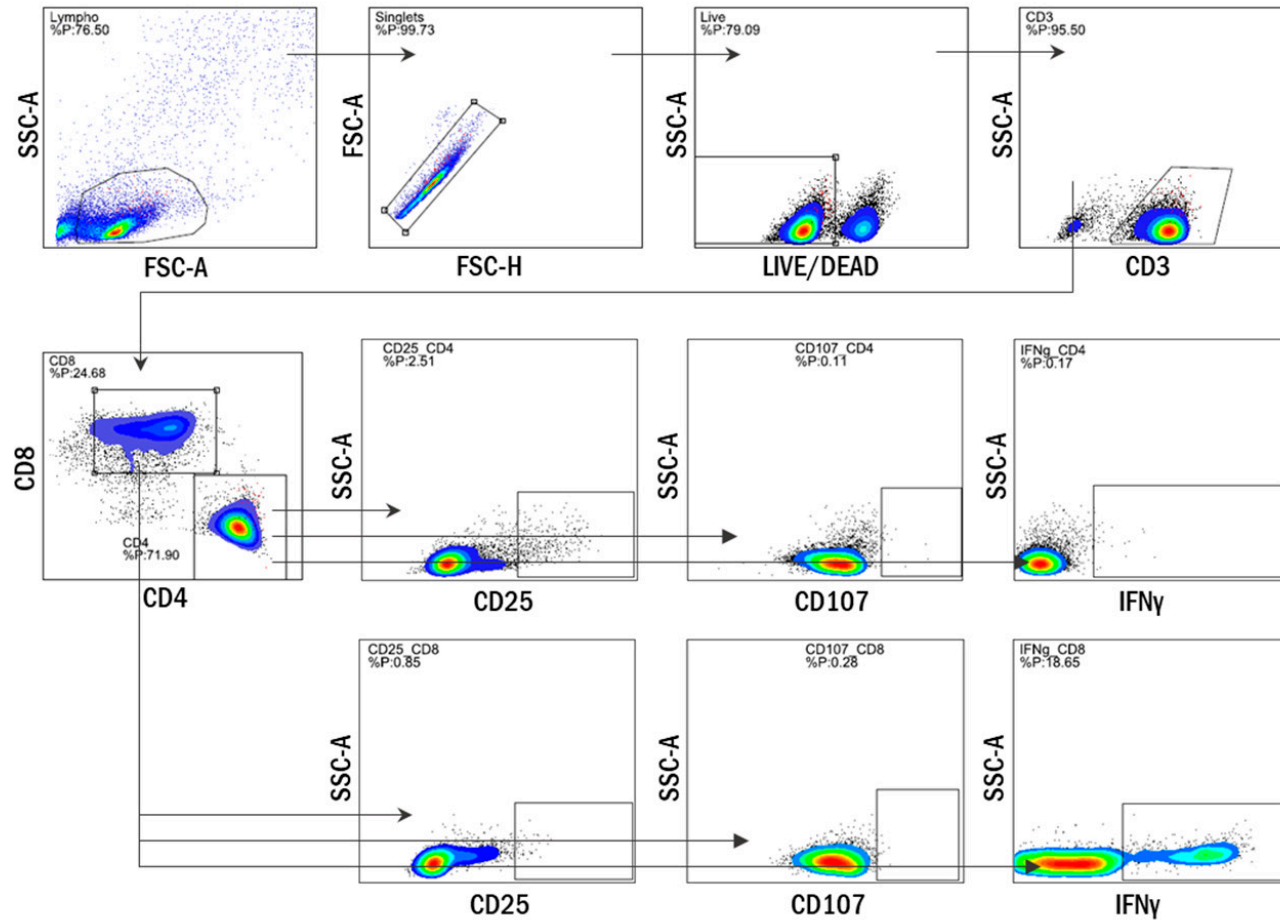 Lympho
%P:76.50
SSC-A
FSC-A
Singlets
%P:99.73
FSC-A
FSC-H
Live
%P:79.09
SSC-A
LIVE/DEAD
CD3
%P:95.50
SSC-A
CD3
CD8
%P:24.68
CD8
CD4
%P:71.90
CD4
CD25_CD4
%P:2.51
SSC-A
CD25
CD107_CD4
%P:0.11
SSC-A
CD107
IFNg_CD4
%P:0.17
SSC-A
IFNγ
CD25_CD8
%P:0.85
SSC-A
CD25
CD107_CD8
%P:0.28
SSC-A
CD107
IFNg_CD8
%P:18.65
SSC-A
IFNγ